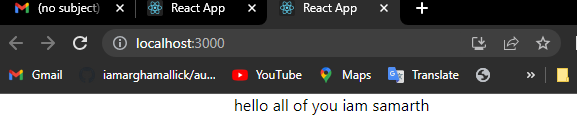 (no subject)
React App
React App
localhost:3000
Gmail
iamarghamallick/au...
YouTube
Maps
Translate
hello all of you iam samarth